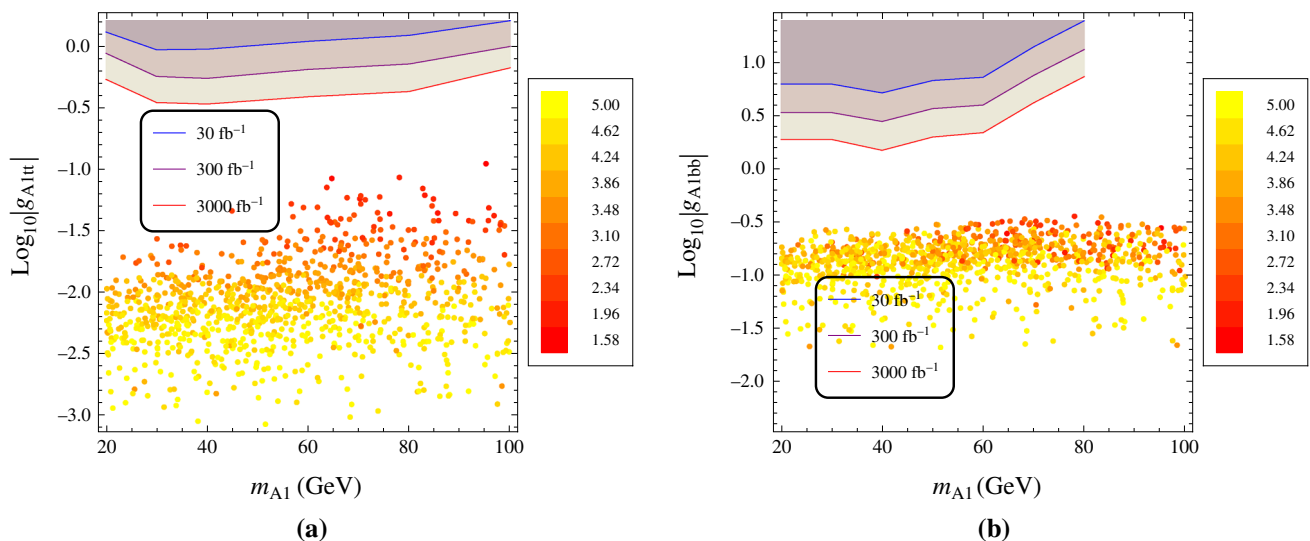 0.0
-0.5
-1.0
-1.5
-2.0
-2.5
-3.0
Log₁₀|g_A1tt|
30 fb⁻¹
300 fb⁻¹
3000 fb⁻¹
20 40 60 80 100
m_A1 (GeV)
5.00
4.62
4.24
3.86
3.48
3.10
2.72
2.34
1.96
1.58
(a)
1.0
0.5
0.0
-0.5
-1.0
-1.5
-2.0
Log₁₀|g_A1bb|
30 fb⁻¹
300 fb⁻¹
3000 fb⁻¹
20 40 60 80 100
m_A1 (GeV)
5.00
4.62
4.24
3.86
3.48
3.10
2.72
2.34
1.96
1.58
(b)